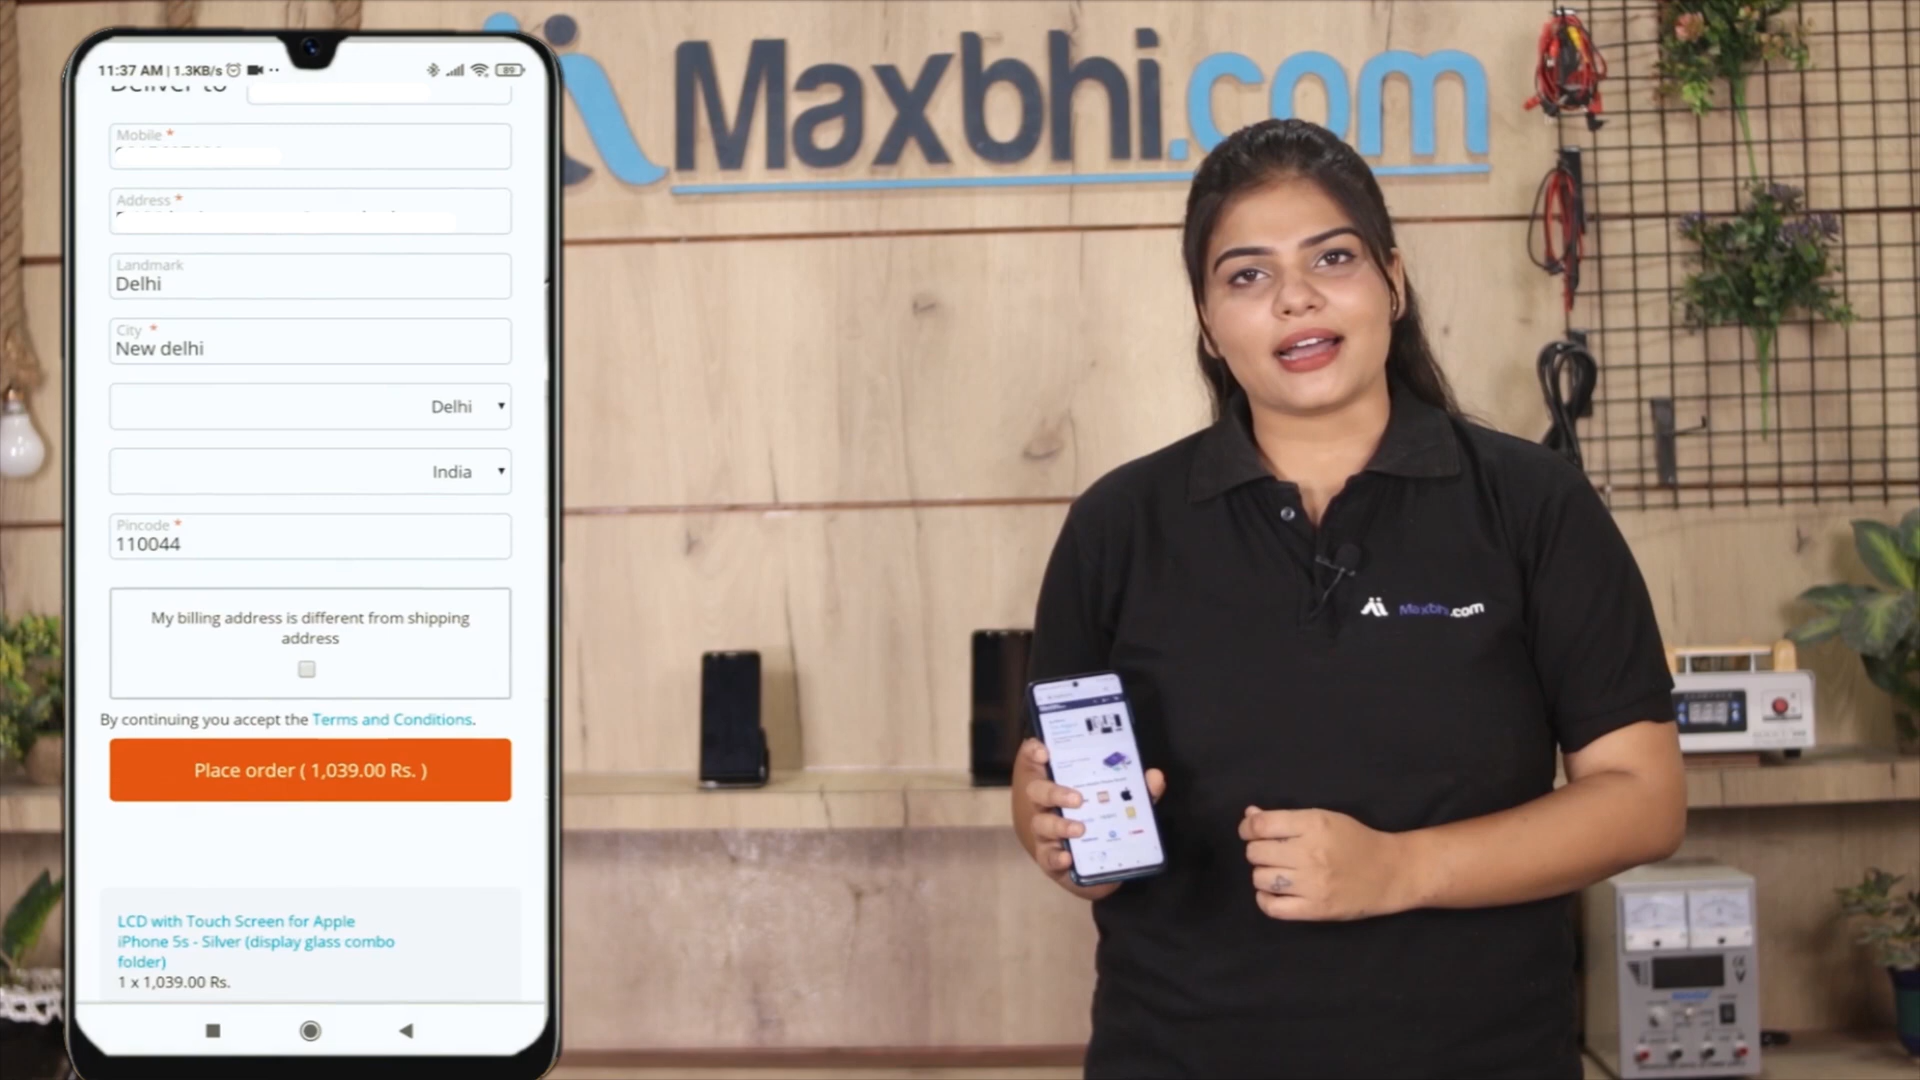 11:37 AM | 1.3KB/s
89
Deliver to
Mobile *
Address *
Landmark
Delhi
City *
New delhi
Delhi
India
Pincode *
110044
My billing address is different from shipping
address
By continuing you accept the Terms and Conditions.
Place order ( 1,039.00 Rs. )
LCD with Touch Screen for Apple
iPhone 5s - Silver (display glass combo
folder)
1 x 1,039.00 Rs.
Maxbhi.com
Maxbhi.com